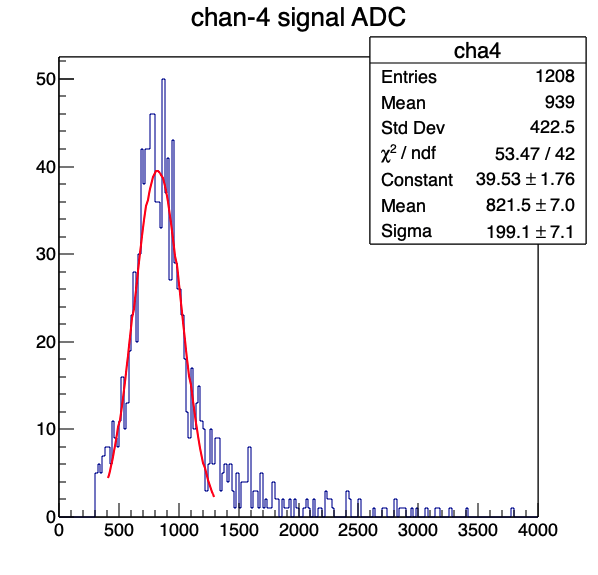 chan-4 signal ADC
cha4
Entries 1208
Mean 939
Std Dev 422.5
χ² / ndf 53.47 / 42
Constant 39.53 ± 1.76
Mean 821.5 ± 7.0
Sigma 199.1 ± 7.1
50
40
30
20
10
0
0 500 1000 1500 2000 2500 3000 3500 4000